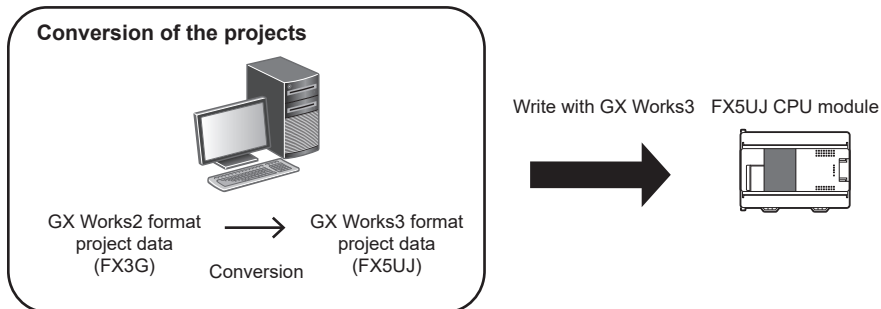 Conversion of the projects
Write with GX Works3
FX5UJ CPU module
GX Works2 format
project data
(FX3G)
Conversion
GX Works3 format
project data
(FX5UJ)